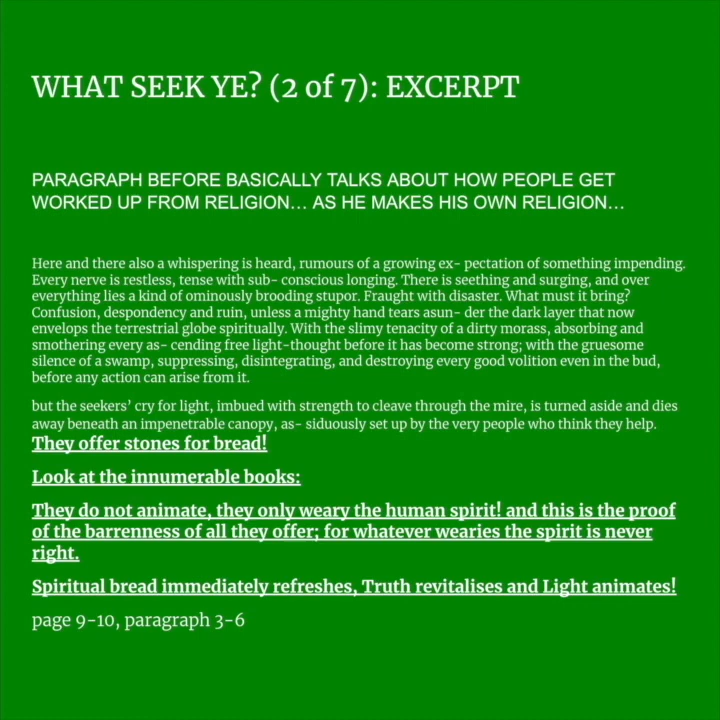 WHAT SEEK YE? (2 of 7): EXCERPT
PARAGRAPH BEFORE BASICALLY TALKS ABOUT HOW PEOPLE GET
WORKED UP FROM RELIGION... AS HE MAKES HIS OWN RELIGION...
Here and there also a whispering is heard, rumours of a growing ex- pectation of something impending.
Every nerve is restless, tense with sub- conscious longing. There is seething and surging, and over
everything lies a kind of ominously brooding stupor. Fraught with disaster. What must it bring?
Confusion, despondency and ruin, unless a mighty hand tears asun- der the dark layer that now
envelops the terrestrial globe spiritually. With the slimy tenacity of a dirty morass, absorbing and
smothering every as- cending free light-thought before it has become strong; with the gruesome
silence of a swamp, suppressing, disintegrating, and destroying every good volition even in the bud,
before any action can arise from it.
but the seekers' cry for light, imbued with strength to cleave through the mire, is turned aside and dies
away beneath an impenetrable canopy, as- siduously set up by the very people who think they help.
They offer stones for bread!
Look at the innumerable books:
They do not animate, they only weary the human spirit! and this is the proof
of the barrenness of all they offer; for whatever wearies the spirit is never
right.
Spiritual bread immediately refreshes, Truth revitalises and Light animates!
page 9-10, paragraph 3-6